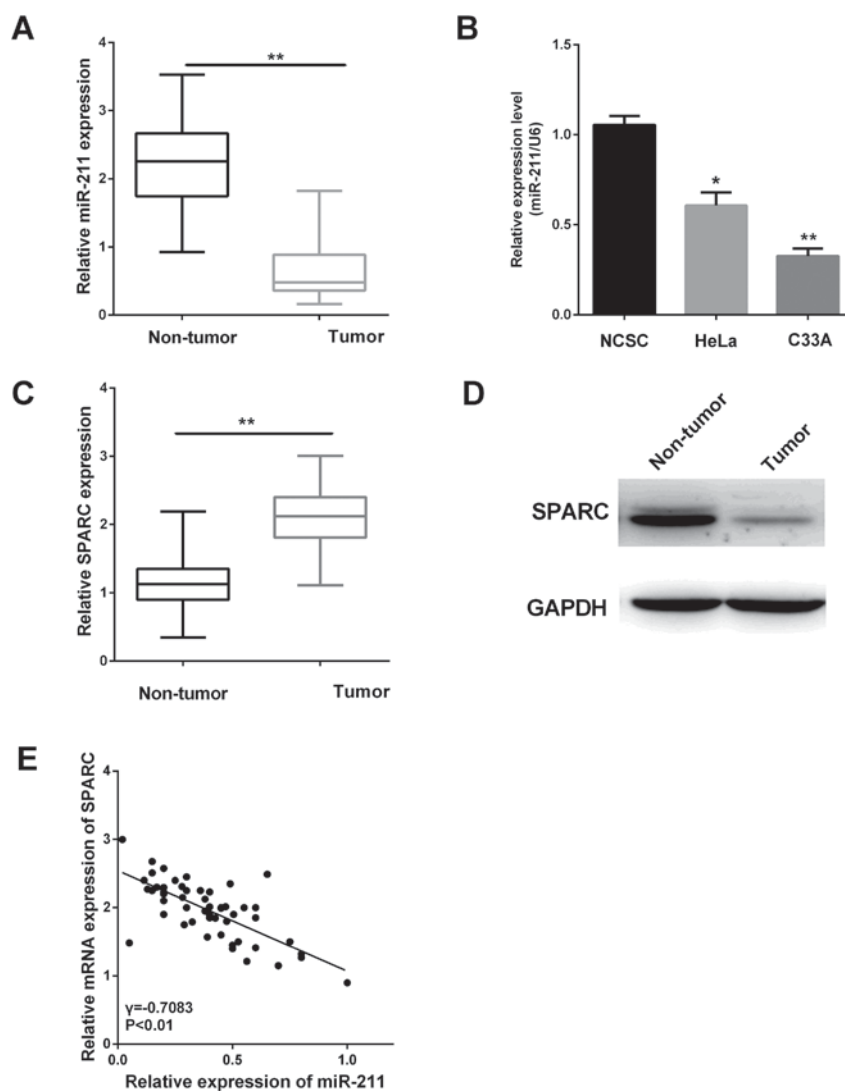 A
Relative miR-211 expression
4
3
2
1
0
**
Non-tumor
Tumor
B
Relative expression level
(miR-211/U6)
1.5
1.0
0.5
0.0
*
**
NCSC
HeLa
C33A
C
Relative SPARC expression
4
3
2
1
0
**
Non-tumor
Tumor
D
Non-tumor
Tumor
SPARC
GAPDH
E
Relative mRNA expression of SPARC
4
3
2
1
0
γ=-0.7083
P<0.01
0.0
0.5
1.0
Relative expression of miR-211